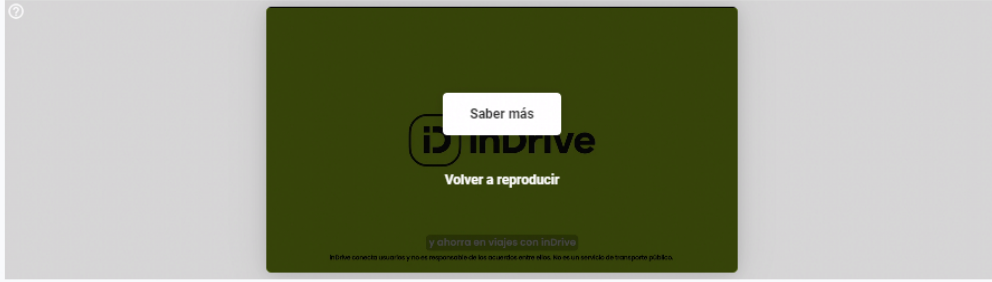 Saber más
iD inDrive
Volver a reproducir
y ahorra en viajes con inDrive
inDrive conecta usuarios y no es responsable de los acuerdos entre ellos. No es un servicio de transporte público.